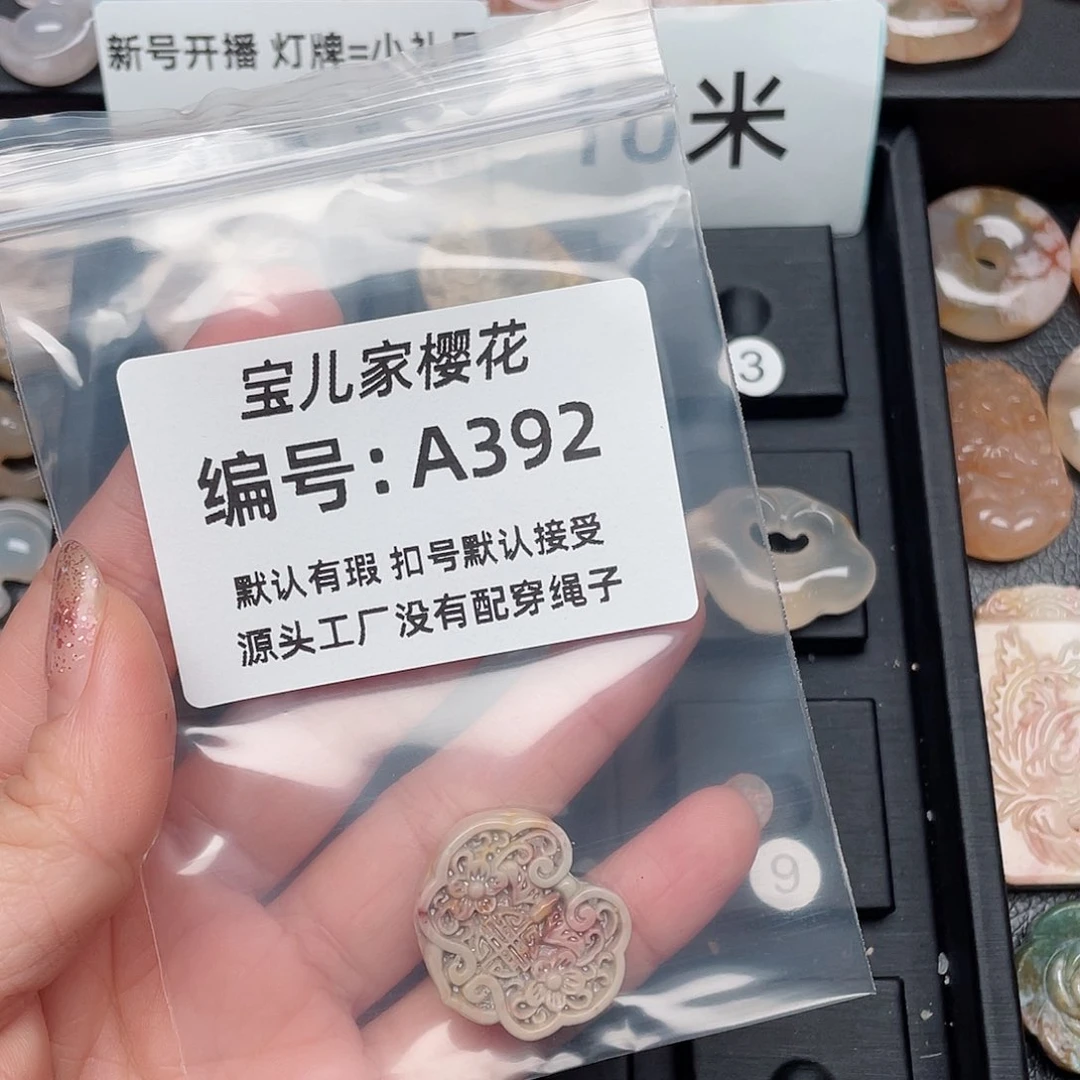 新号开播 灯牌=小礼
10米
宝儿家樱花
编号：A392
默认有瑕 扣号默认接受
源头工厂没有配穿绳子
3
9